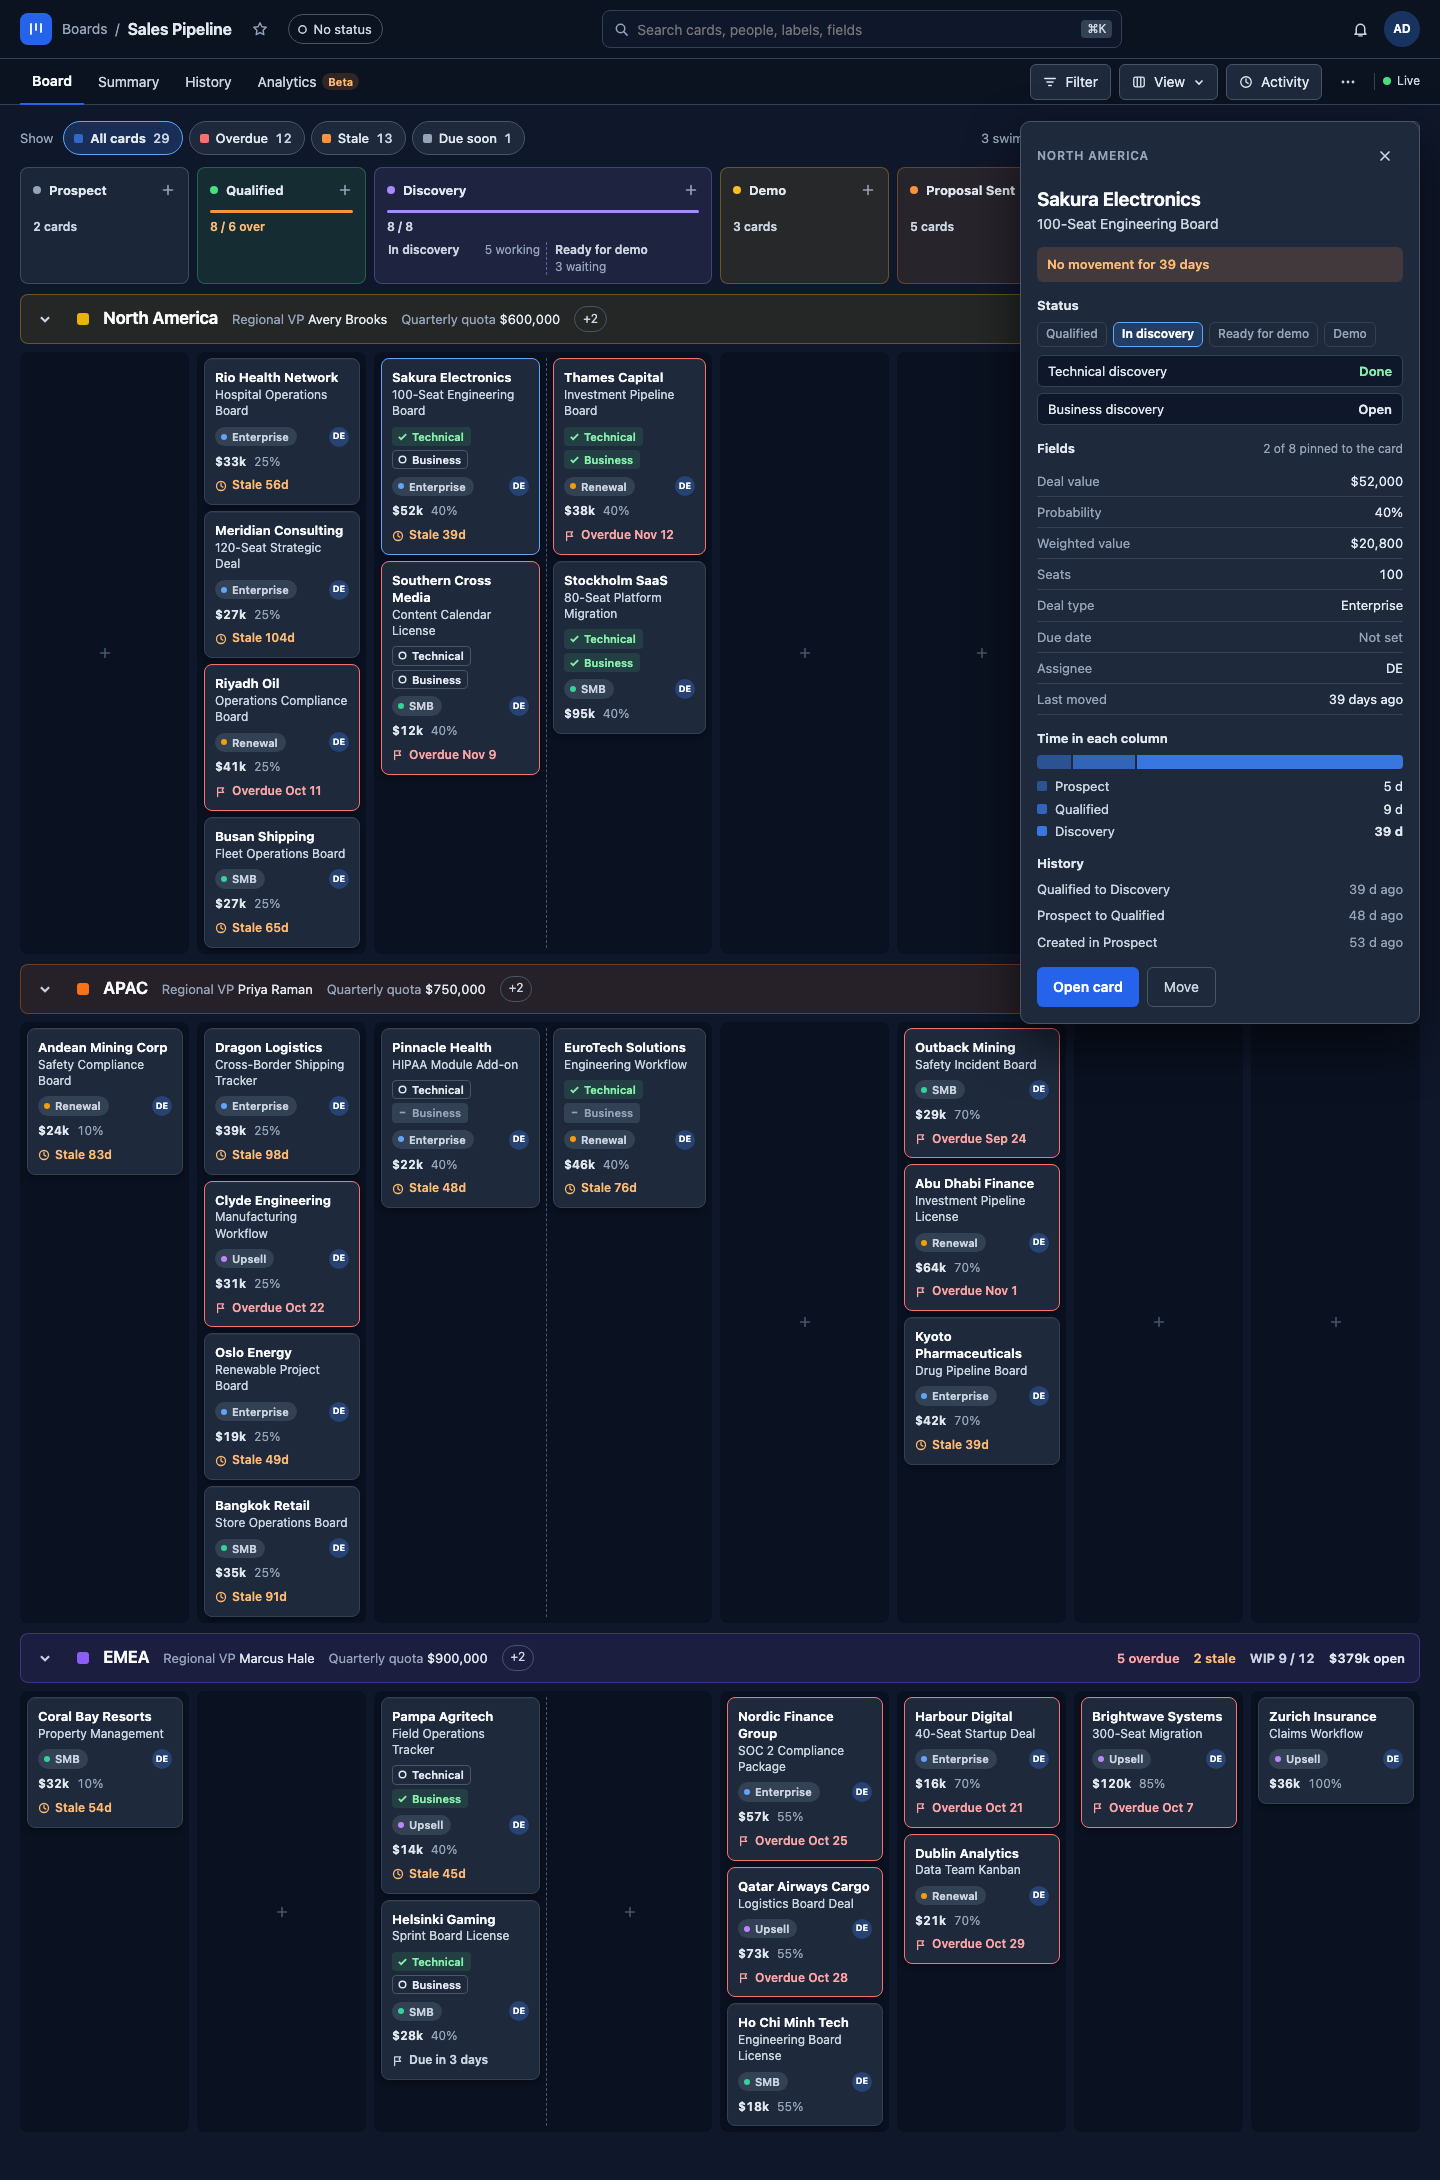 Boards / Sales Pipeline
No status
Search cards, people, labels, fields
⌘K
AD
Board
Summary
History
Analytics Beta
Filter
View
Activity
Live
Show
All cards 29
Overdue 12
Stale 13
Due soon 1
3 swim
Prospect
2 cards
Qualified
8 / 6 over
Discovery
8 / 8
In discovery 5 working
Ready for demo
3 waiting
Demo
3 cards
Proposal Sent
5 cards
North America Regional VP Avery Brooks Quarterly quota $600,000 +2
Rio Health Network
Hospital Operations
Board
Enterprise DE
$33k 25%
Stale 56d
Meridian Consulting
120-Seat Strategic
Deal
Enterprise DE
$27k 25%
Stale 104d
Riyadh Oil
Operations Compliance
Board
Renewal DE
$41k 25%
Overdue Oct 11
Busan Shipping
Fleet Operations Board
SMB DE
$27k 25%
Stale 65d
Sakura Electronics
100-Seat Engineering
Board
Technical
Business
Enterprise DE
$52k 40%
Stale 39d
Southern Cross
Media
Content Calendar
License
Technical
Business
SMB DE
$12k 40%
Overdue Nov 9
Thames Capital
Investment Pipeline
Board
Technical
Business
Renewal DE
$38k 40%
Overdue Nov 12
Stockholm SaaS
80-Seat Platform
Migration
Technical
Business
SMB DE
$95k 40%
NORTH AMERICA
Sakura Electronics
100-Seat Engineering Board
No movement for 39 days
Status
Qualified In discovery Ready for demo Demo
Technical discovery Done
Business discovery Open
Fields 2 of 8 pinned to the card
Deal value $52,000
Probability 40%
Weighted value $20,800
Seats 100
Deal type Enterprise
Due date Not set
Assignee DE
Last moved 39 days ago
Time in each column
Prospect 5 d
Qualified 9 d
Discovery 39 d
History
Qualified to Discovery 39 d ago
Prospect to Qualified 48 d ago
Created in Prospect 53 d ago
Open card
Move
APAC Regional VP Priya Raman Quarterly quota $750,000 +2
Andean Mining Corp
Safety Compliance
Board
Renewal DE
$24k 10%
Stale 83d
Dragon Logistics
Cross-Border Shipping
Tracker
Enterprise DE
$39k 25%
Stale 98d
Clyde Engineering
Manufacturing
Workflow
Upsell DE
$31k 25%
Overdue Oct 22
Oslo Energy
Renewable Project
Board
Enterprise DE
$19k 25%
Stale 49d
Bangkok Retail
Store Operations Board
SMB DE
$35k 25%
Stale 91d
Pinnacle Health
HIPAA Module Add-on
Technical
Business
Enterprise DE
$22k 40%
Stale 48d
EuroTech Solutions
Engineering Workflow
Technical
Business
Renewal DE
$46k 40%
Stale 76d
Outback Mining
Safety Incident Board
SMB DE
$29k 70%
Overdue Sep 24
Abu Dhabi Finance
Investment Pipeline
License
Renewal DE
$64k 70%
Overdue Nov 1
Kyoto
Pharmaceuticals
Drug Pipeline Board
Enterprise DE
$42k 70%
Stale 39d
EMEA Regional VP Marcus Hale Quarterly quota $900,000 +2
5 overdue 2 stale WIP 9 / 12 $379k open
Coral Bay Resorts
Property Management
SMB DE
$32k 10%
Stale 54d
Pampa Agritech
Field Operations
Tracker
Technical
Business
Upsell DE
$14k 40%
Stale 45d
Helsinki Gaming
Sprint Board License
Technical
Business
SMB DE
$28k 40%
Due in 3 days
Nordic Finance
Group
SOC 2 Compliance
Package
Enterprise DE
$57k 55%
Overdue Oct 25
Qatar Airways Cargo
Logistics Board Deal
Upsell DE
$73k 55%
Overdue Oct 28
Ho Chi Minh Tech
Engineering Board
License
SMB DE
$18k 55%
Harbour Digital
40-Seat Startup Deal
Enterprise DE
$16k 70%
Overdue Oct 21
Dublin Analytics
Data Team Kanban
Renewal DE
$21k 70%
Overdue Oct 29
Brightwave Systems
300-Seat Migration
Upsell DE
$120k 85%
Overdue Oct 7
Zurich Insurance
Claims Workflow
Upsell DE
$36k 100%